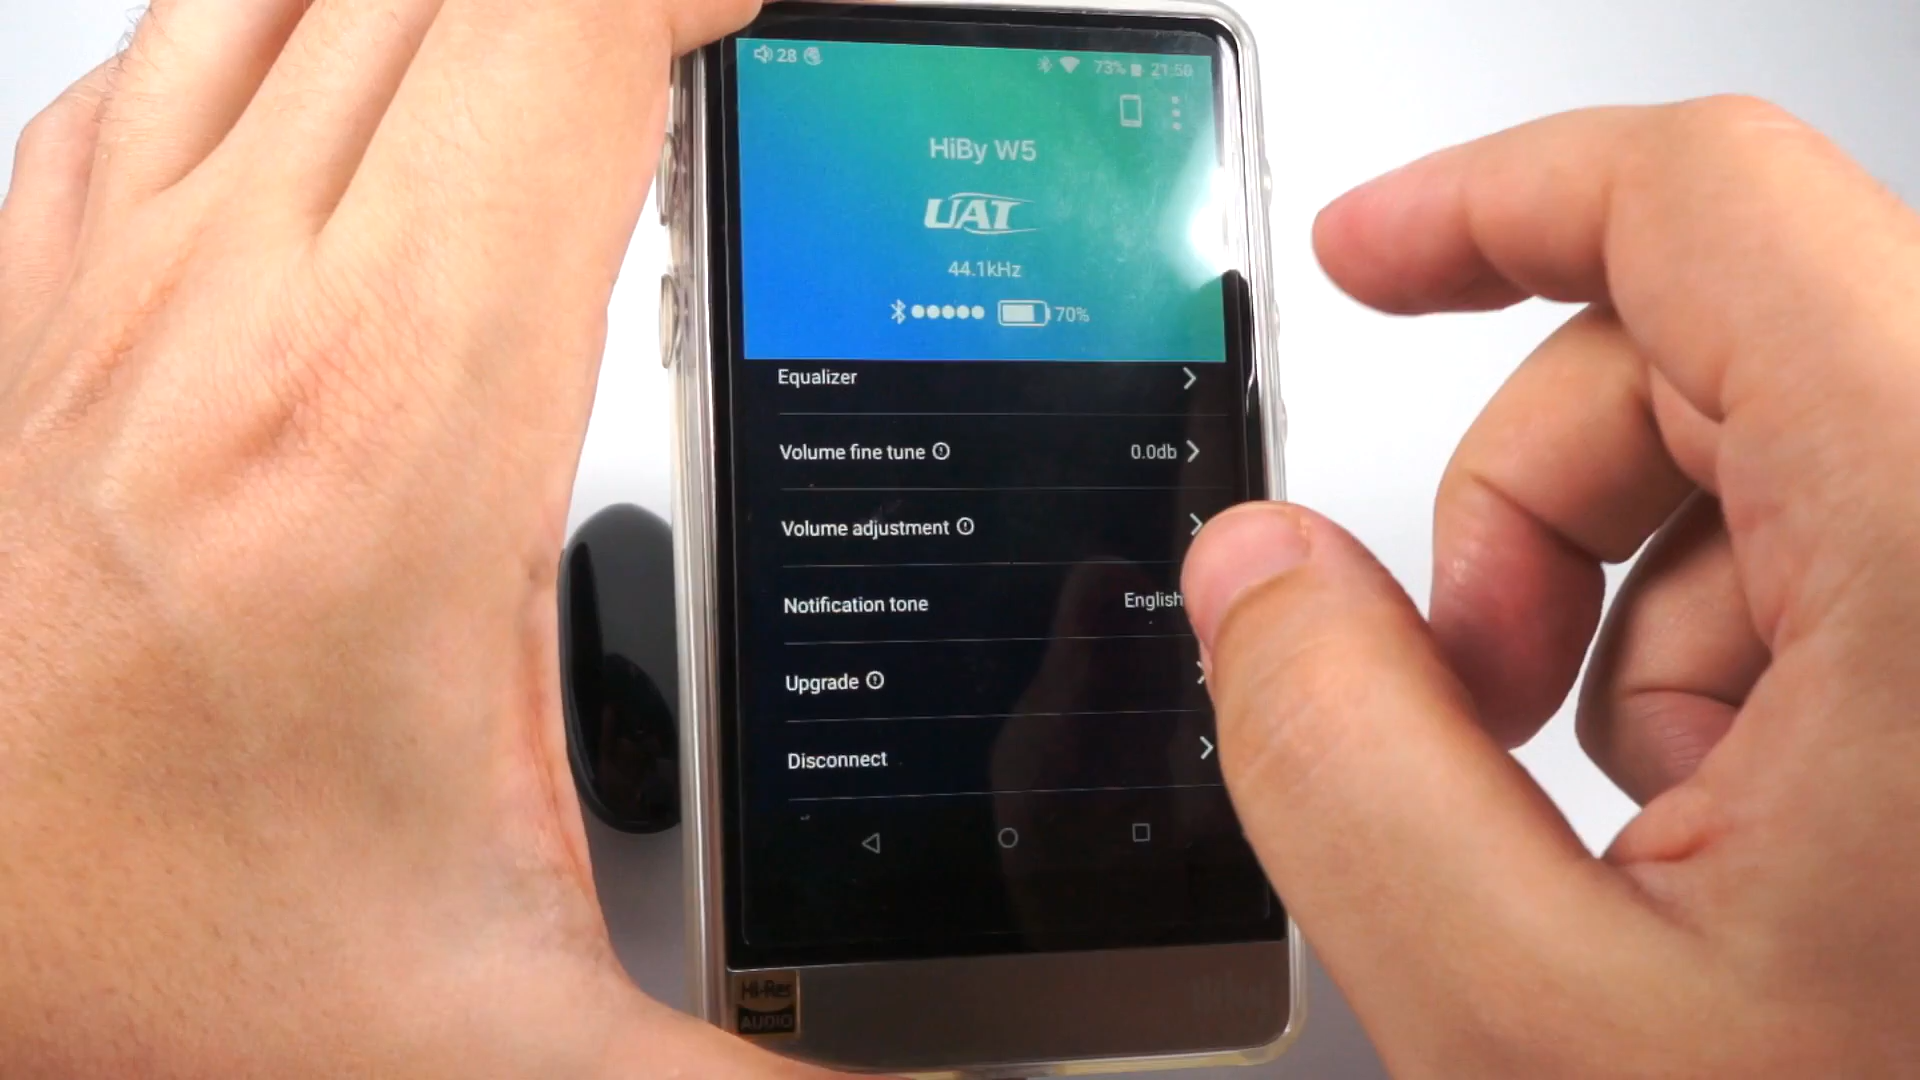 28
73% 21:50
HiBy W5
UAT
44.1kHz
70%
Equalizer
Volume fine tune 0.0db
Volume adjustment
Notification tone English
Upgrade
Disconnect
Hi-Res
AUDIO